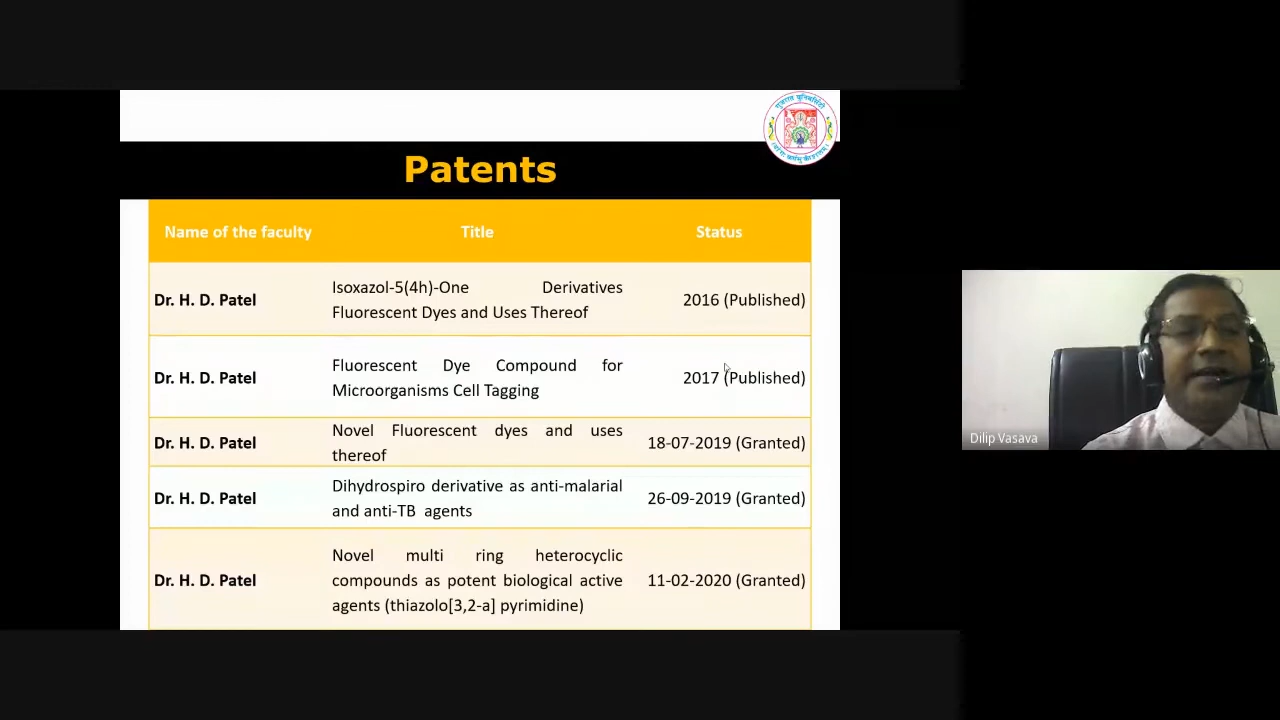 गुजरात युनिवर्सिटी
Patents
Name of the faculty Title Status
Dr. H. D. Patel
Isoxazol-5(4h)-One Derivatives
Fluorescent Dyes and Uses Thereof
2016 (Published)
Dr. H. D. Patel
Fluorescent Dye Compound for
Microorganisms Cell Tagging
2017 (Published)
Dr. H. D. Patel
Novel Fluorescent dyes and uses
thereof
18-07-2019 (Granted)
Dr. H. D. Patel
Dihydrospiro derivative as anti-malarial
and anti-TB agents
26-09-2019 (Granted)
Dr. H. D. Patel
Novel multi ring heterocyclic
compounds as potent biological active
agents (thiazolo[3,2-a] pyrimidine)
11-02-2020 (Granted)
Dilip Vasava